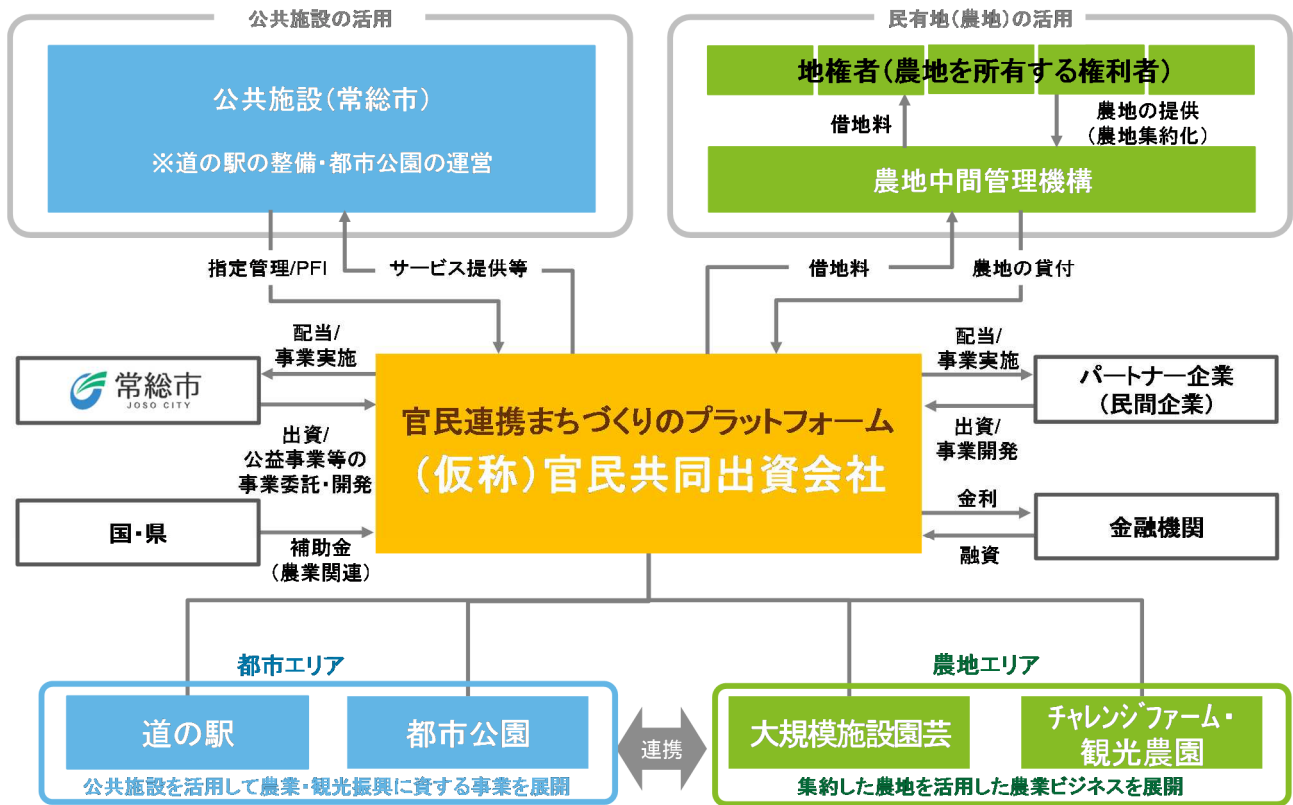 公共施設の活用
公共施設(常総市)
※道の駅の整備・都市公園の運営
民有地(農地)の活用
地権者(農地を所有する権利者)
借地料
農地の提供
(農地集約化)
農地中間管理機構
指定管理/PFI
サービス提供等
借地料
農地の貸付
配当/
事業実施
常総市
JOSO CITY
出資/
公益事業等の
事業委託・開発
国・県
補助金
(農業関連)
官民連携まちづくりのプラットフォーム
(仮称)官民共同出資会社
配当/
事業実施
パートナー企業
(民間企業)
出資/
事業開発
金利
金融機関
融資
都市エリア
道の駅
都市公園
公共施設を活用して農業・観光振興に資する事業を展開
連携
農地エリア
大規模施設園芸
チャレンジファーム・
観光農園
集約した農地を活用した農業ビジネスを展開